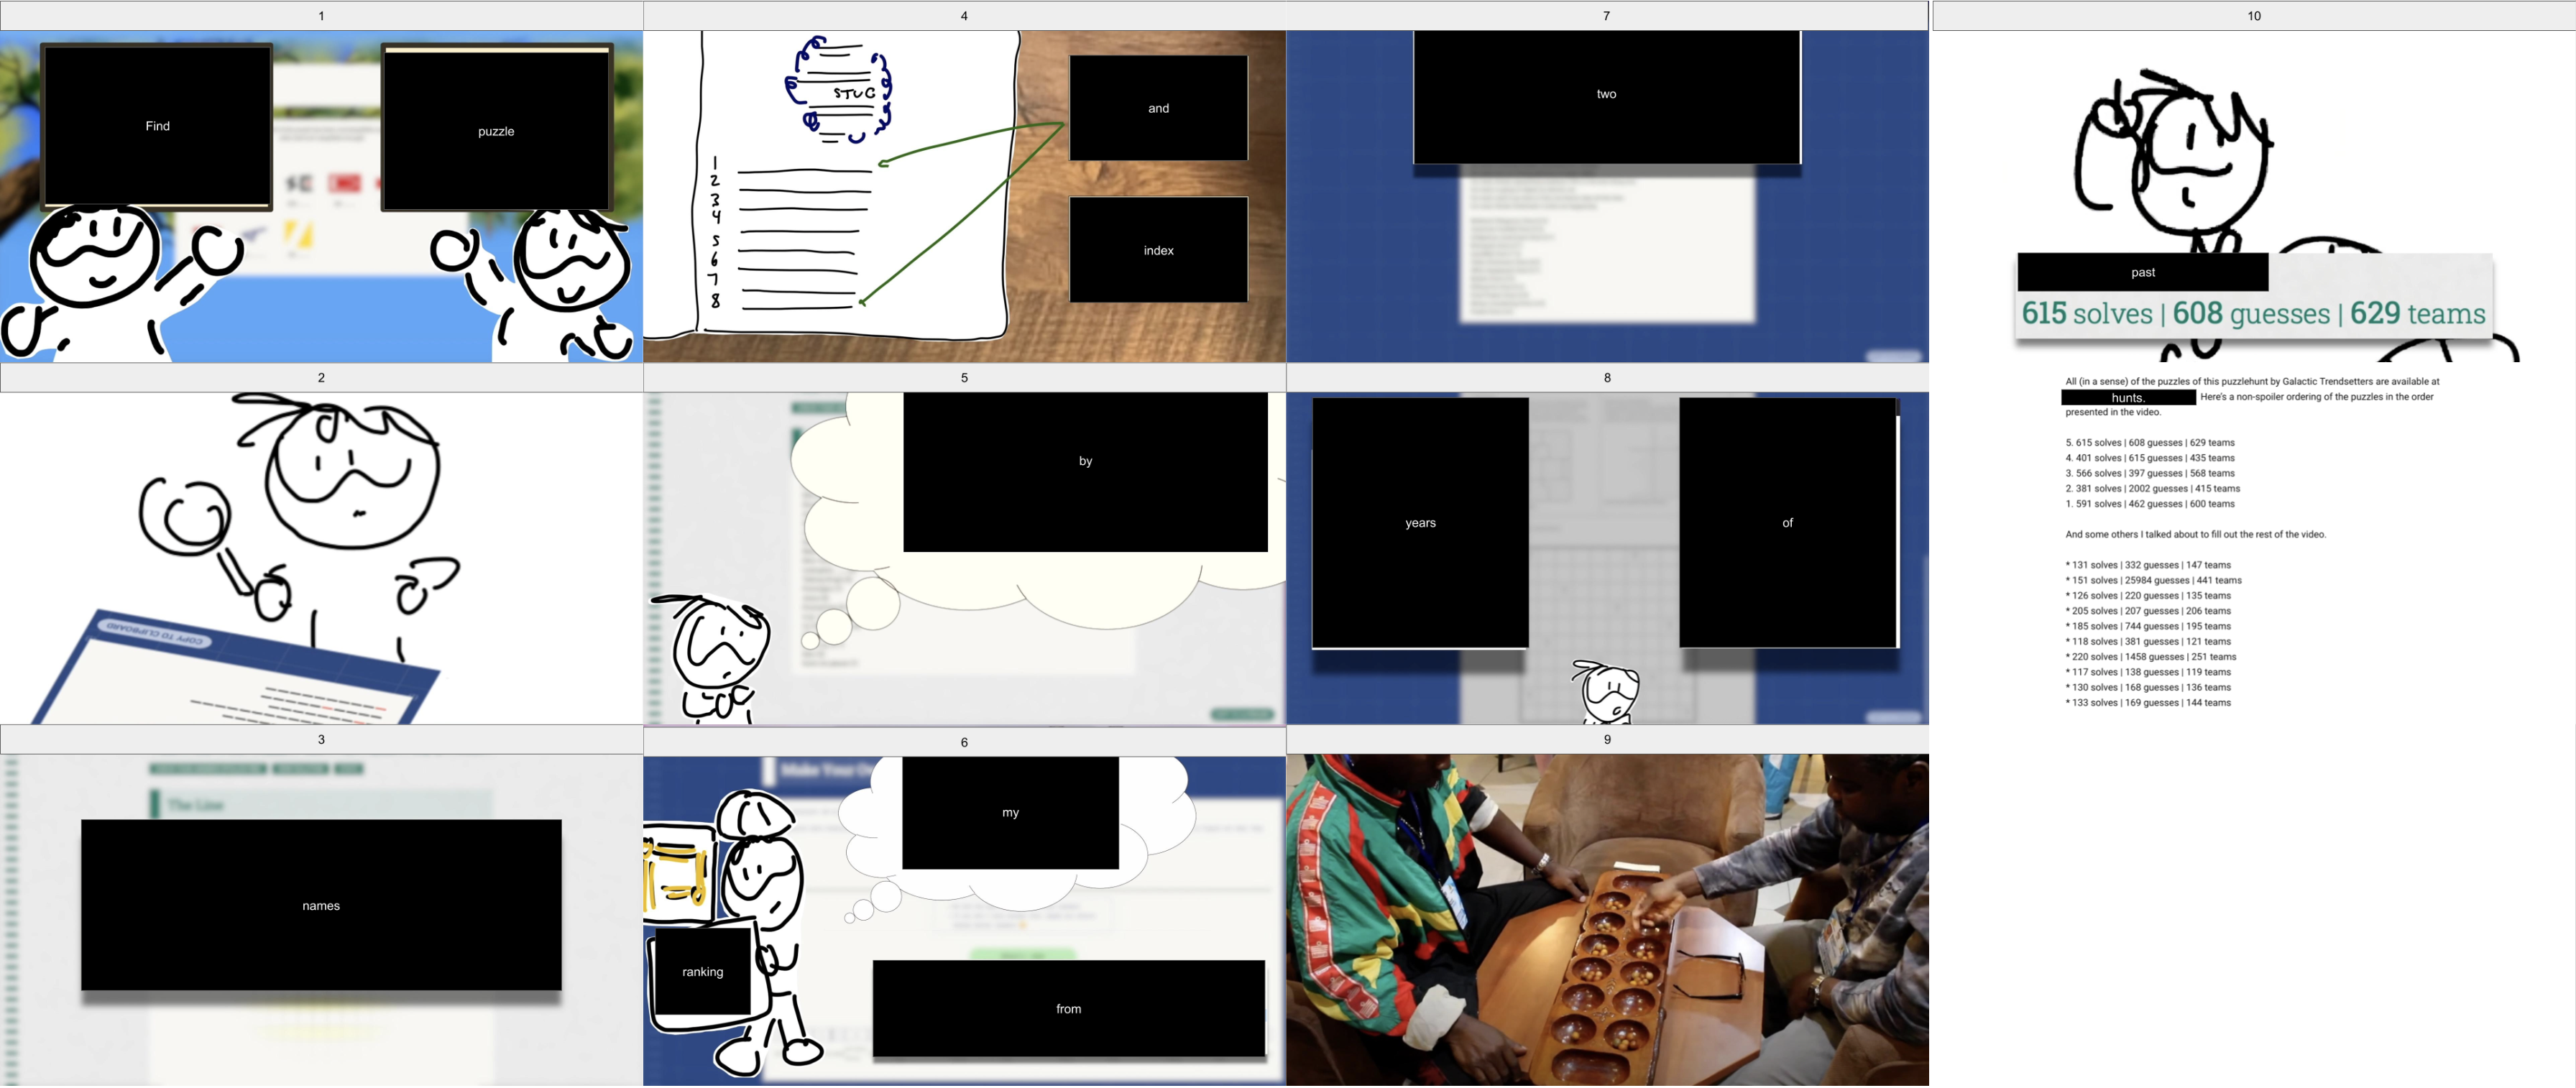 1
Find
puzzle
2
COPY TO CLIPBOARD
3
The Line
names
4
STUC
1
2
3
4
5
6
7
8
and
index
5
by
6
my
ranking
from
7
two
8
years
of
9
10
past
615 solves | 608 guesses | 629 teams
All (in a sense) of the puzzles of this puzzlehunt by Galactic Trendsetters are available at
hunts. Here's a non-spoiler ordering of the puzzles in the order
presented in the video.
5. 615 solves | 608 guesses | 629 teams
4. 401 solves | 615 guesses | 435 teams
3. 566 solves | 397 guesses | 568 teams
2. 381 solves | 2002 guesses | 415 teams
1. 591 solves | 462 guesses | 600 teams
And some others I talked about to fill out the rest of the video.
* 131 solves | 332 guesses | 147 teams
* 151 solves | 25984 guesses | 441 teams
* 126 solves | 220 guesses | 135 teams
* 205 solves | 207 guesses | 206 teams
* 185 solves | 744 guesses | 195 teams
* 118 solves | 381 guesses | 121 teams
* 220 solves | 1458 guesses | 251 teams
* 117 solves | 138 guesses | 119 teams
* 130 solves | 168 guesses | 136 teams
* 133 solves | 169 guesses | 144 teams